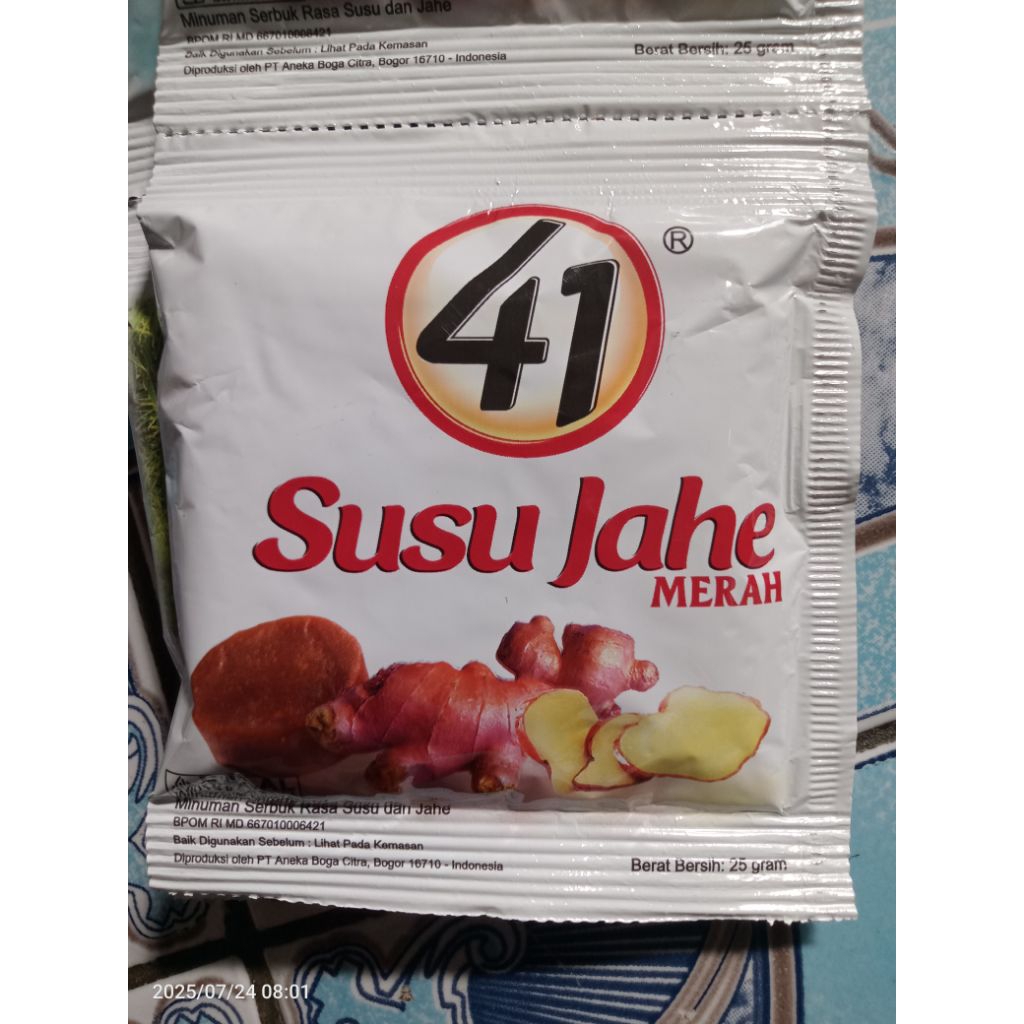 Minuman Serbuk Rasa Susu dan Jahe
BPOM RI MD 667010006421
Baik Digunakan Sebelum : Lihat Pada Kemasan
Diproduksi oleh PT Aneka Boga Citra, Bogor 16710 - Indonesia
Berat Bersih: 25 gram
41
®
Susu Jahe
MERAH
Minuman Serbuk Rasa Susu dan Jahe
BPOM RI MD 667010006421
Baik Digunakan Sebelum : Lihat Pada Kemasan
Diproduksi oleh PT Aneka Boga Citra, Bogor 16710 - Indonesia
Berat Bersih: 25 gram
2025/07/24 08:01